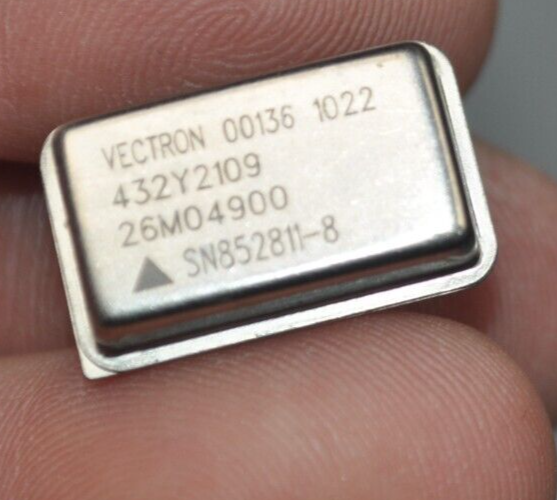 VECTRON 00136 1022
432Y2109
26M04900
▲ SN852811-8